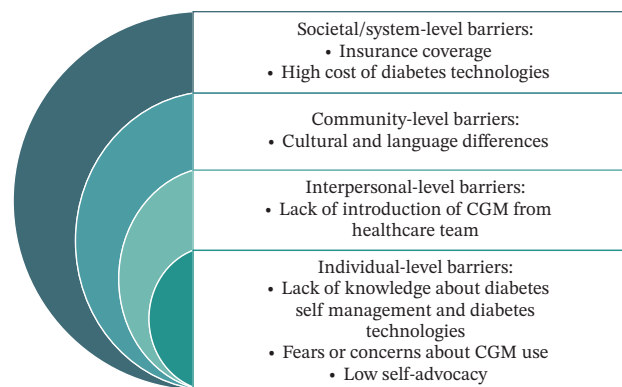 Societal/system-level barriers:
• Insurance coverage
• High cost of diabetes technologies
Community-level barriers:
• Cultural and language differences
Interpersonal-level barriers:
• Lack of introduction of CGM from
healthcare team
Individual-level barriers:
• Lack of knowledge about diabetes
self management and diabetes
technologies
• Fears or concerns about CGM use
• Low self-advocacy